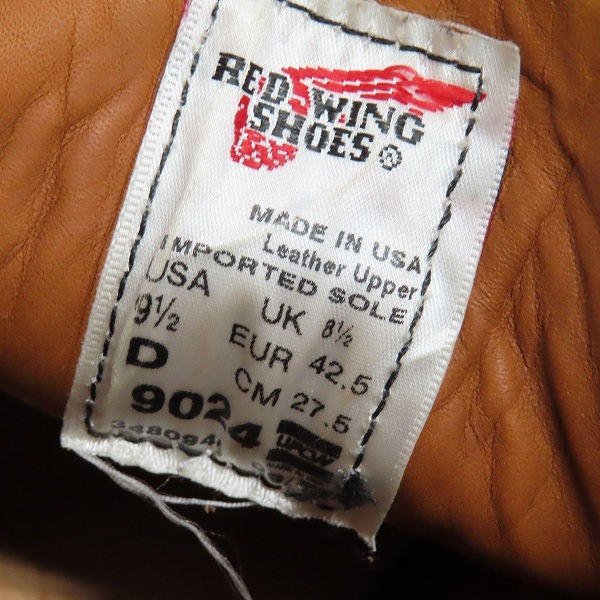 RED WING
SHOES ®
MADE IN USA
Leather Upper
IMPORTED SOLE
USA UK 8½
9½ EUR 42.5
D CM 27.5
9024
UFCW